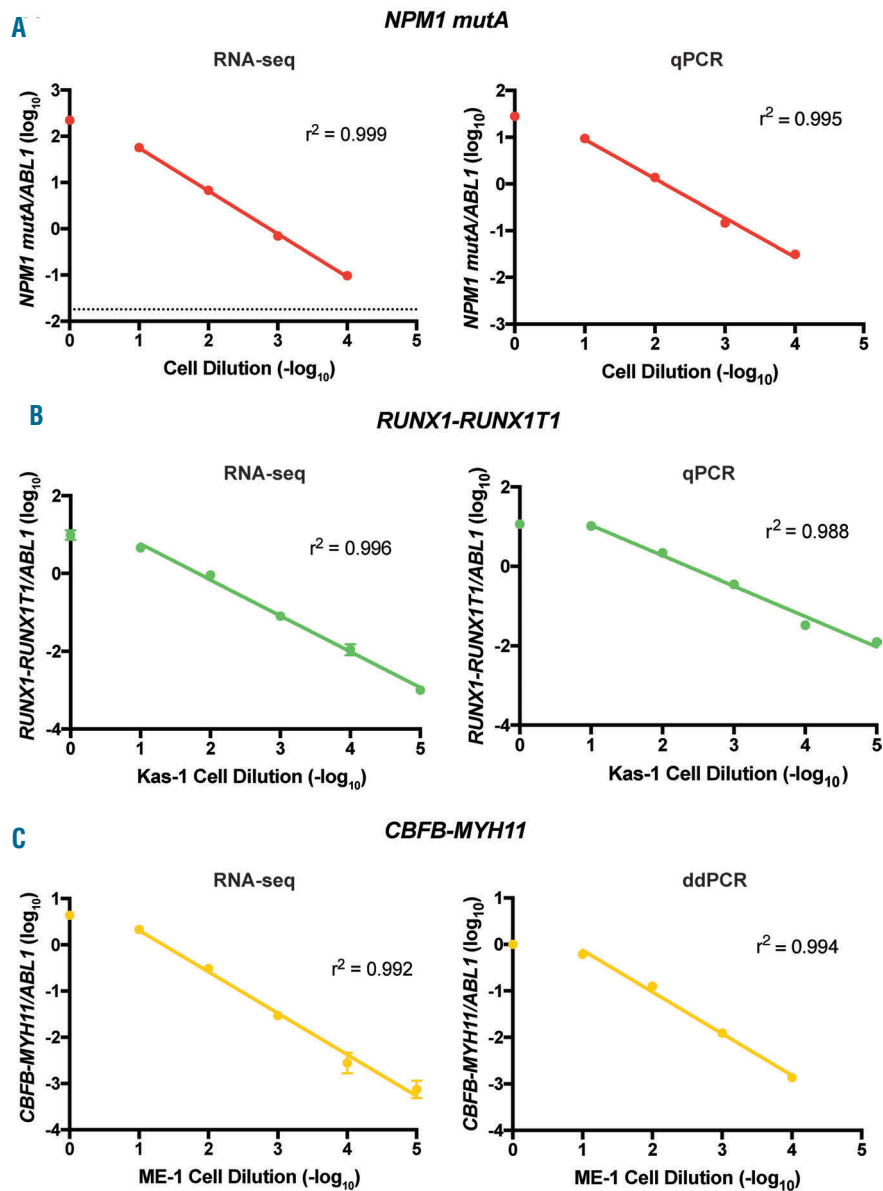 A
NPM1 mutA
RNA-seq
qPCR
NPM1 mutA/ABL1 (log10)
3
2
1
0
-1
-2
r2 = 0.999
0 1 2 3 4 5
Cell Dilution (-log10)
NPM1 mutA/ABL1 (log10)
2
1
0
-1
-2
-3
r2 = 0.995
0 1 2 3 4 5
Cell Dilution (-log10)
B
RUNX1-RUNX1T1
RNA-seq
qPCR
RUNX1-RUNX1T1/ABL1 (log10)
2
0
-2
-4
r2 = 0.996
0 1 2 3 4 5
Kas-1 Cell Dilution (-log10)
RUNX1-RUNX1T1/ABL1 (log10)
2
0
-2
-4
r2 = 0.988
0 1 2 3 4 5
Kas-1 Cell Dilution (-log10)
C
CBFB-MYH11
RNA-seq
ddPCR
CBFB-MYH11/ABL1 (log10)
1
0
-1
-2
-3
-4
r2 = 0.992
0 1 2 3 4 5
ME-1 Cell Dilution (-log10)
CBFB-MYH11/ABL1 (log10)
1
0
-1
-2
-3
-4
r2 = 0.994
0 1 2 3 4 5
ME-1 Cell Dilution (-log10)